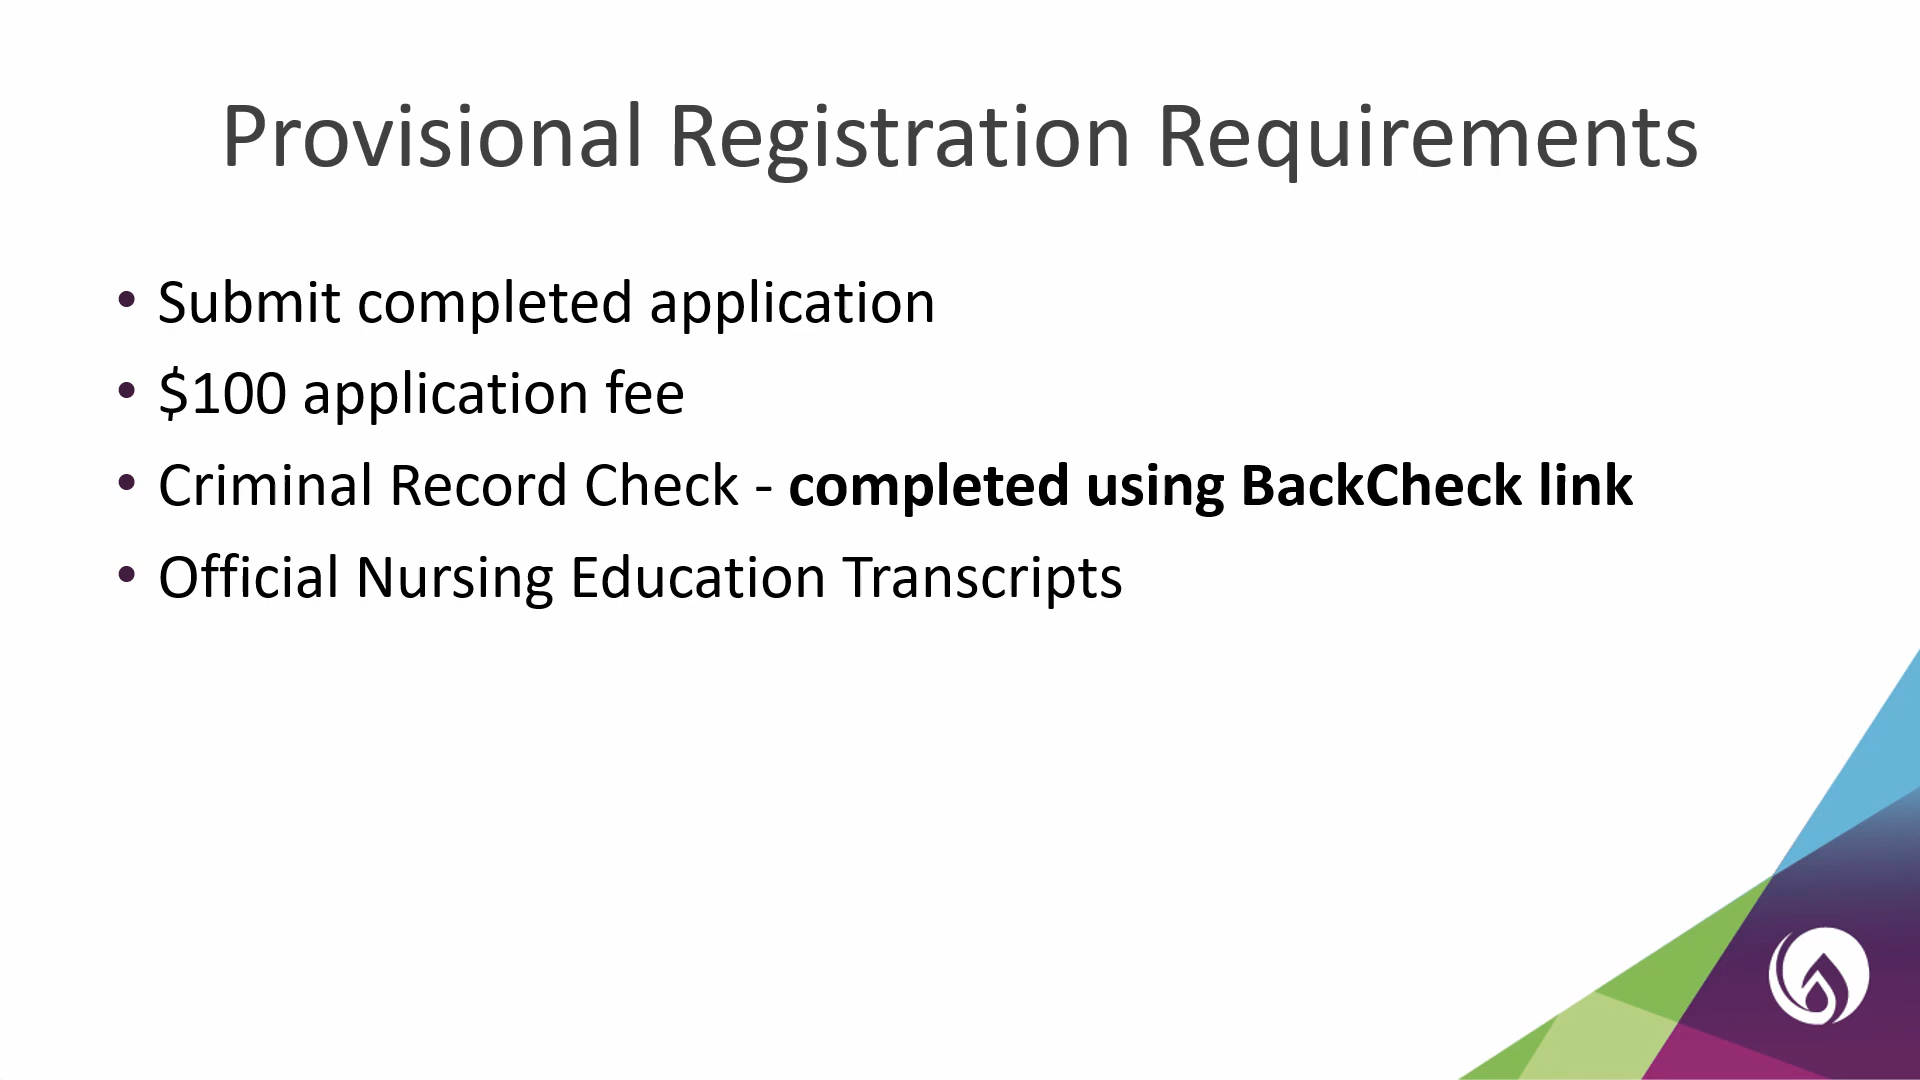 Provisional Registration Requirements
• Submit completed application
• $100 application fee
• Criminal Record Check - completed using BackCheck link
• Official Nursing Education Transcripts